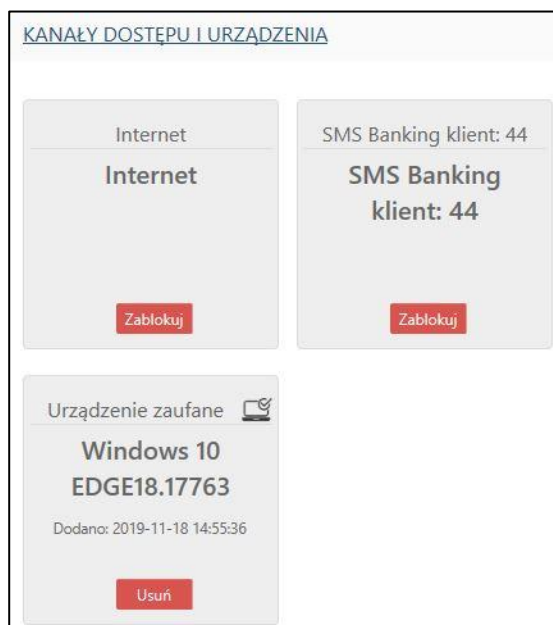 KANAŁY DOSTĘPU I URZĄDZENIA
Internet
Internet
Zablokuj
SMS Banking klient: 44
SMS Banking
klient: 44
Zablokuj
Urządzenie zaufane
Windows 10
EDGE18.17763
Dodano: 2019-11-18 14:55:36
Usuń